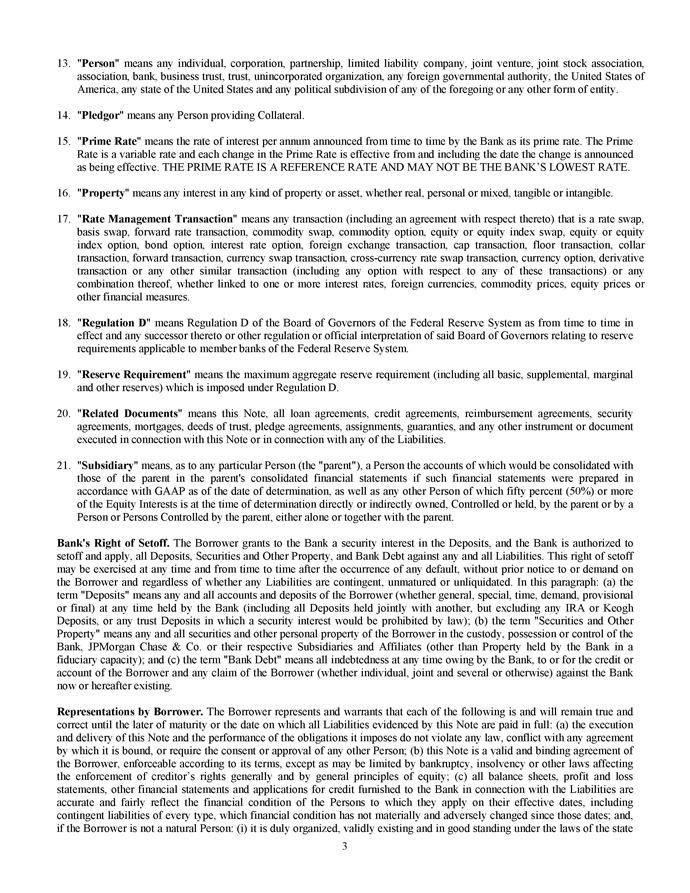 13. "Person" means any individual, corporation, partnership, limited liability company, joint venture, joint stock association,
association, bank, business trust, trust, unincorporated organization, any foreign governmental authority, the United States of
America, any state of the United States and any political subdivision of any of the foregoing or any other form of entity.
14. "Pledgor" means any Person providing Collateral.
15. "Prime Rate" means the rate of interest per annum announced from time to time by the Bank as its prime rate. The Prime
Rate is a variable rate and each change in the Prime Rate is effective from and including the date the change is announced
as being effective. THE PRIME RATE IS A REFERENCE RATE AND MAY NOT BE THE BANK'S LOWEST RATE.
16. "Property" means any interest in any kind of property or asset, whether real, personal or mixed, tangible or intangible.
17. "Rate Management Transaction" means any transaction (including an agreement with respect thereto) that is a rate swap,
basis swap, forward rate transaction, commodity swap, commodity option, equity or equity index swap, equity or equity
index option, bond option, interest rate option, foreign exchange transaction, cap transaction, floor transaction, collar
transaction, forward transaction, currency swap transaction, cross-currency rate swap transaction, currency option, derivative
transaction or any other similar transaction (including any option with respect to any of these transactions) or any
combination thereof, whether linked to one or more interest rates, foreign currencies, commodity prices, equity prices or
other financial measures.
18. "Regulation D" means Regulation D of the Board of Governors of the Federal Reserve System as from time to time in
effect and any successor thereto or other regulation or official interpretation of said Board of Governors relating to reserve
requirements applicable to member banks of the Federal Reserve System.
19. "Reserve Requirement" means the maximum aggregate reserve requirement (including all basic, supplemental, marginal
and other reserves) which is imposed under Regulation D.
20. "Related Documents" means this Note, all loan agreements, credit agreements, reimbursement agreements, security
agreements, mortgages, deeds of trust, pledge agreements, assignments, guaranties, and any other instrument or document
executed in connection with this Note or in connection with any of the Liabilities.
21. "Subsidiary" means, as to any particular Person (the "parent"), a Person the accounts of which would be consolidated with
those of the parent in the parent's consolidated financial statements if such financial statements were prepared in
accordance with GAAP as of the date of determination, as well as any other Person of which fifty percent (50%) or more
of the Equity Interests is at the time of determination directly or indirectly owned, Controlled or held, by the parent or by a
Person or Persons Controlled by the parent, either alone or together with the parent.
Bank's Right of Setoff. The Borrower grants to the Bank a security interest in the Deposits, and the Bank is authorized to
setoff and apply, all Deposits, Securities and Other Property, and Bank Debt against any and all Liabilities. This right of setoff
may be exercised at any time and from time to time after the occurrence of any default, without prior notice to or demand on
the Borrower and regardless of whether any Liabilities are contingent, unmatured or unliquidated. In this paragraph: (a) the
term "Deposits" means any and all accounts and deposits of the Borrower (whether general, special, time, demand, provisional
or final) at any time held by the Bank (including all Deposits held jointly with another, but excluding any IRA or Keogh
Deposits, or any trust Deposits in which a security interest would be prohibited by law); (b) the term "Securities and Other
Property" means any and all securities and other personal property of the Borrower in the custody, possession or control of the
Bank, JPMorgan Chase & Co. or their respective Subsidiaries and Affiliates (other than Property held by the Bank in a
fiduciary capacity); and (c) the term "Bank Debt" means all indebtedness at any time owing by the Bank, to or for the credit or
account of the Borrower and any claim of the Borrower (whether individual, joint and several or otherwise) against the Bank
now or hereafter existing.
Representations by Borrower. The Borrower represents and warrants that each of the following is and will remain true and
correct until the later of maturity or the date on which all Liabilities evidenced by this Note are paid in full: (a) the execution
and delivery of this Note and the performance of the obligations it imposes do not violate any law, conflict with any agreement
by which it is bound, or require the consent or approval of any other Person; (b) this Note is a valid and binding agreement of
the Borrower, enforceable according to its terms, except as may be limited by bankruptcy, insolvency or other laws affecting
the enforcement of creditor's rights generally and by general principles of equity; (c) all balance sheets, profit and loss
statements, other financial statements and applications for credit furnished to the Bank in connection with the Liabilities are
accurate and fairly reflect the financial condition of the Persons to which they apply on their effective dates, including
contingent liabilities of every type, which financial condition has not materially and adversely changed since those dates; and,
if the Borrower is not a natural Person: (i) it is duly organized, validly existing and in good standing under the laws of the state
3